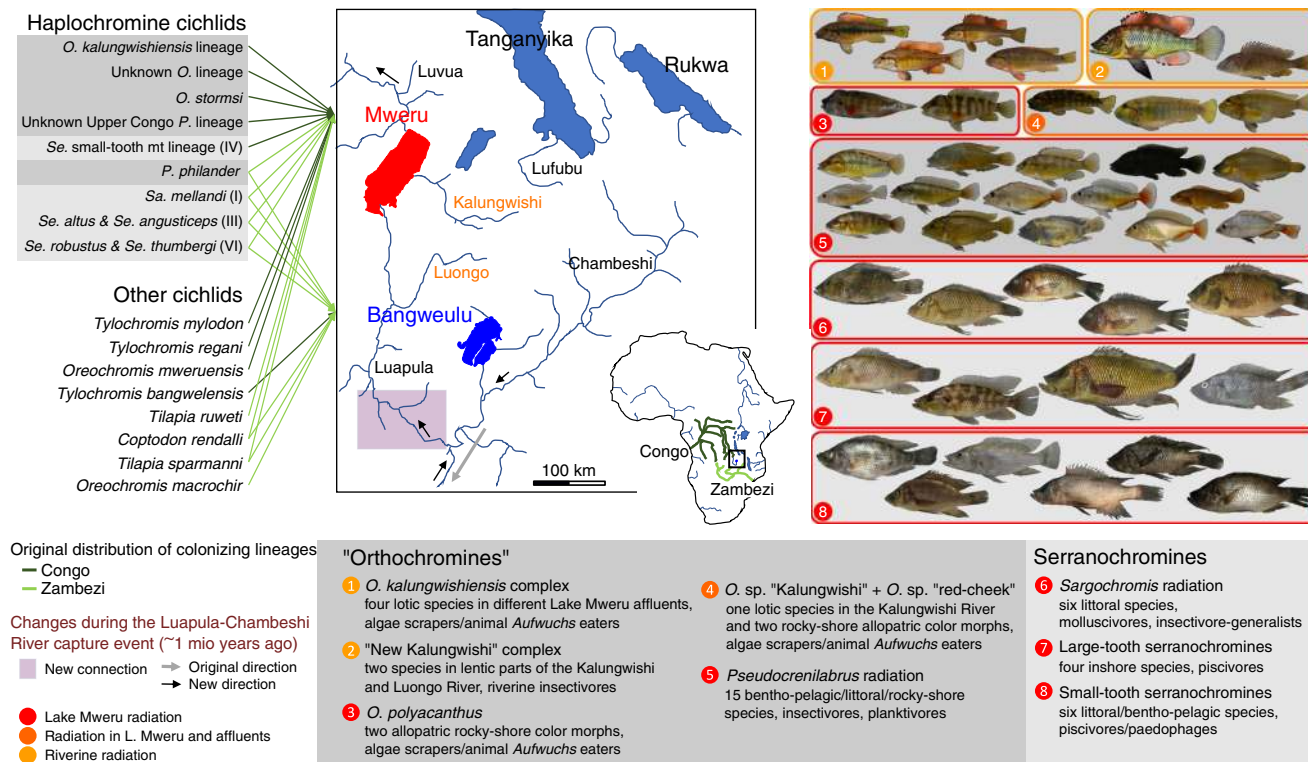 Haplochromine cichlids
O. kalungwishiensis lineage
Unknown O. lineage
O. stormsi
Unknown Upper Congo P. lineage
Se. small-tooth mt lineage (IV)
P. philander
Sa. mellandi (I)
Se. altus & Se. angusticeps (III)
Se. robustus & Se. thumbergi (VI)
Other cichlids
Tylochromis mylodon
Tylochromis regani
Oreochromis mweruensis
Tylochromis bangwelensis
Tilapia ruweti
Coptodon rendalli
Tilapia sparmanni
Oreochromis macrochir
Tanganyika
Rukwa
Luvua
Mweru
Lufubu
Kalungwishi
Chambeshi
Luongo
Bangweulu
Luapula
100 km
Congo
Zambezi
1
2
3
4
5
6
7
8
Original distribution of colonizing lineages
Congo
Zambezi
Changes during the Luapula-Chambeshi
River capture event (~1 mio years ago)
New connection
Original direction
New direction
Lake Mweru radiation
Radiation in L. Mweru and affluents
Riverine radiation
"Orthochromines"
1 O. kalungwishiensis complex
four lotic species in different Lake Mweru affluents,
algae scrapers/animal Aufwuchs eaters
2 "New Kalungwishi" complex
two species in lentic parts of the Kalungwishi
and Luongo River, riverine insectivores
3 O. polyacanthus
two allopatric rocky-shore color morphs,
algae scrapers/animal Aufwuchs eaters
4 O. sp. "Kalungwishi" + O. sp. "red-cheek"
one lotic species in the Kalungwishi River
and two rocky-shore allopatric color morphs,
algae scrapers/animal Aufwuchs eaters
5 Pseudocrenilabrus radiation
15 bentho-pelagic/littoral/rocky-shore
species, insectivores, planktivores
Serranochromines
6 Sargochromis radiation
six littoral species,
molluscivores, insectivore-generalists
7 Large-tooth serranochromines
four inshore species, piscivores
8 Small-tooth serranochromines
six littoral/bentho-pelagic species,
piscivores/paedophages